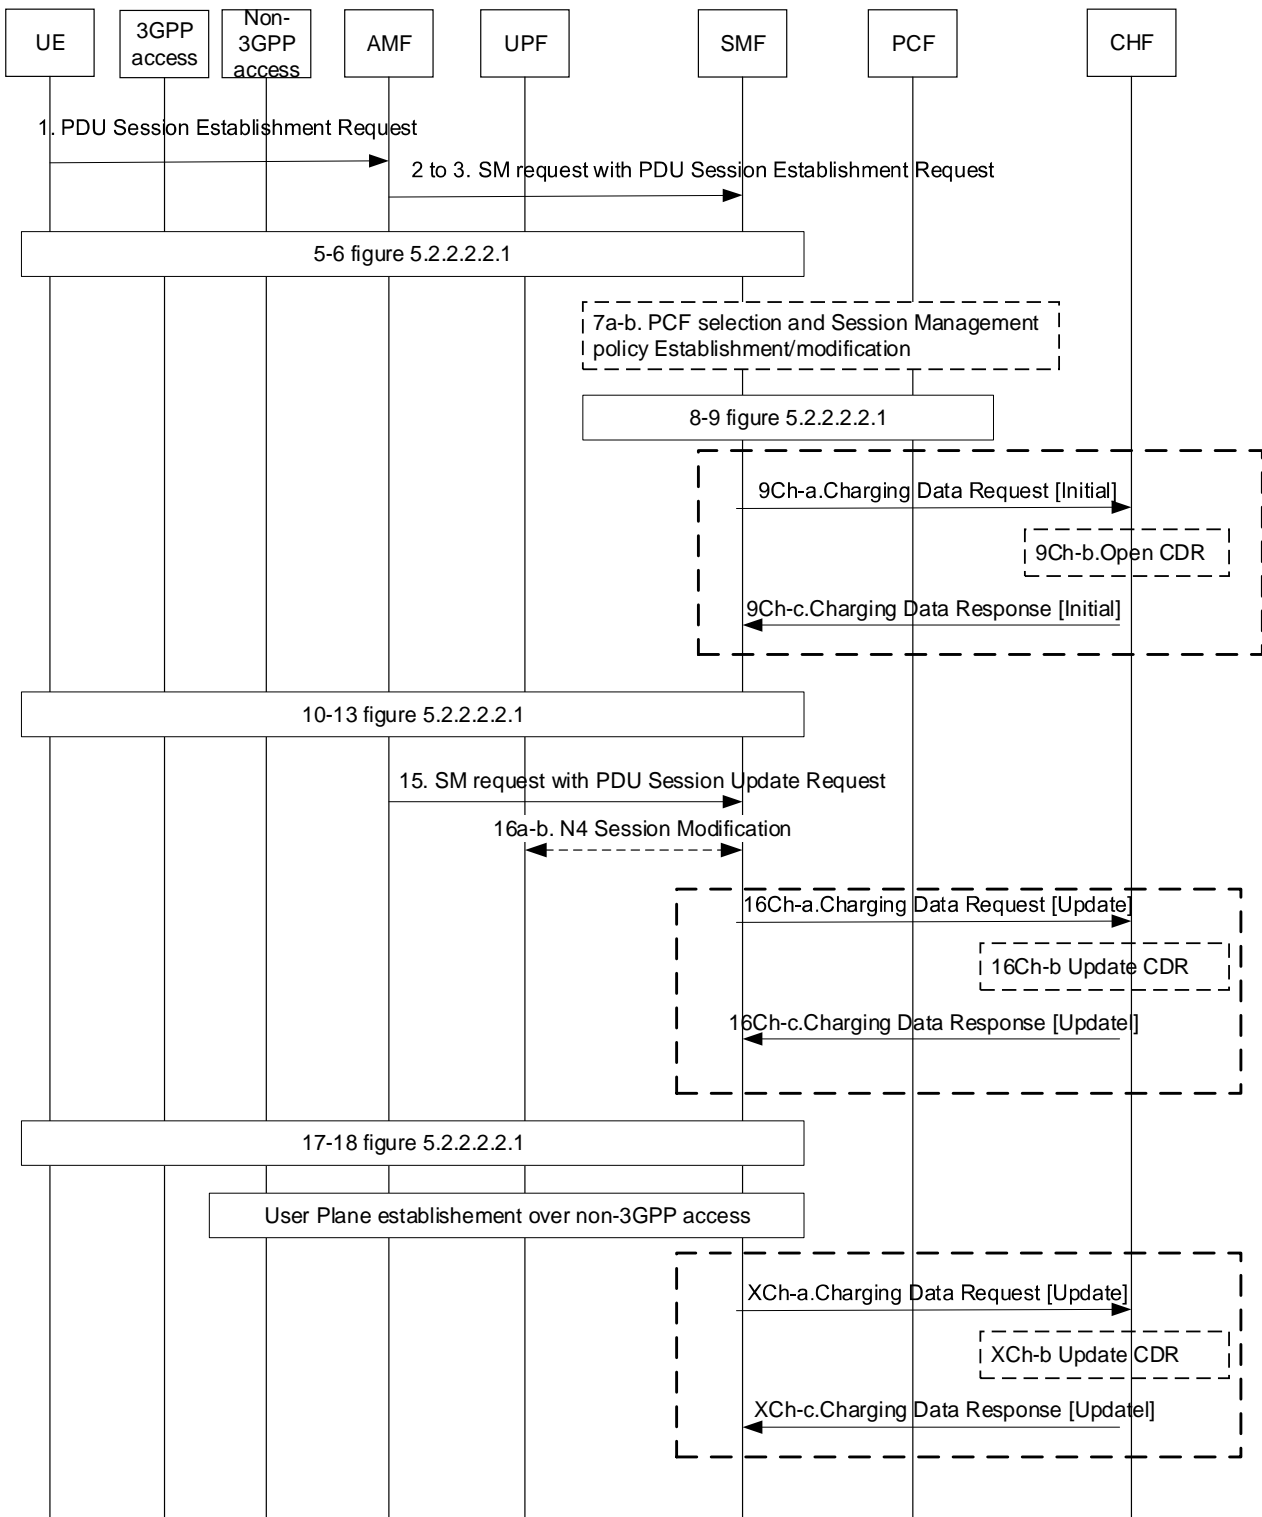 UE
3GPP
access
Non-
3GPP
access
AMF
UPF
SMF
PCF
CHF
1. PDU Session Establishment Request
2 to 3. SM request with PDU Session Establishment Request
5-6 figure 5.2.2.2.2.1
7a-b. PCF selection and Session Management
policy Establishment/modification
8-9 figure 5.2.2.2.2.1
9Ch-a.Charging Data Request [Initial]
9Ch-b.Open CDR
9Ch-c.Charging Data Response [Initial]
10-13 figure 5.2.2.2.2.1
15. SM request with PDU Session Update Request
16a-b. N4 Session Modification
16Ch-a.Charging Data Request [Update]
16Ch-b Update CDR
16Ch-c.Charging Data Response [Updatel]
17-18 figure 5.2.2.2.2.1
User Plane establishement over non-3GPP access
XCh-a.Charging Data Request [Update]
XCh-b Update CDR
XCh-c.Charging Data Response [Updatel]